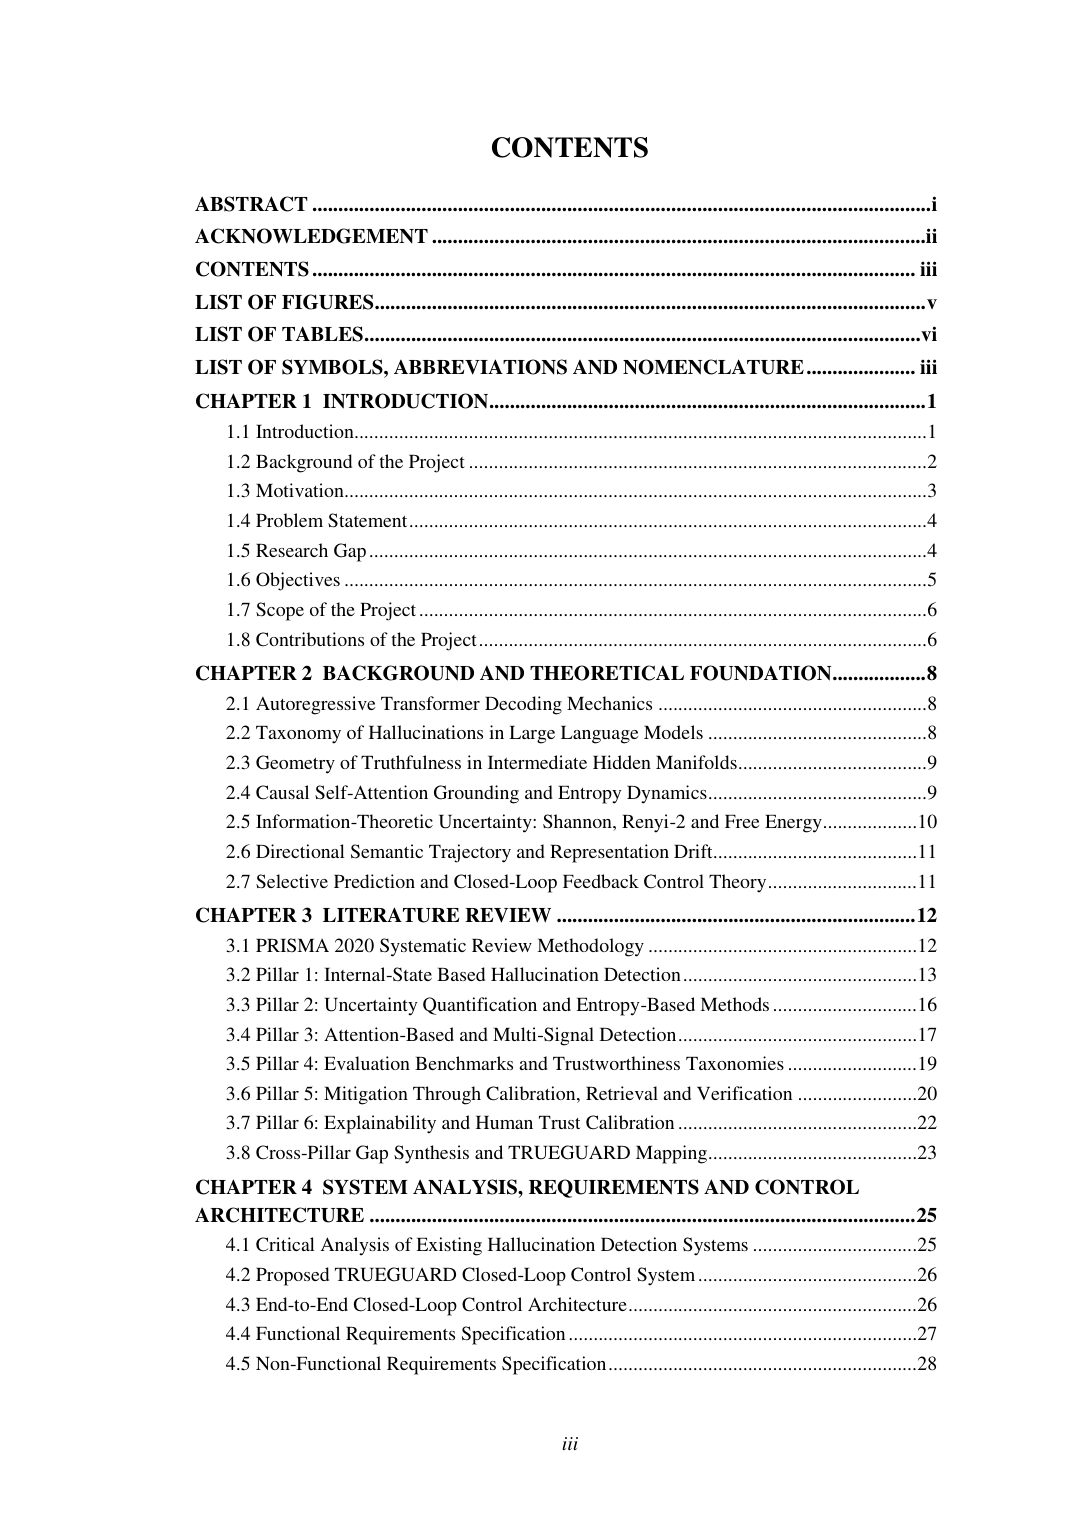 CONTENTS
ABSTRACT ......................................................................................................................i
ACKNOWLEDGEMENT ..............................................................................................ii
CONTENTS.................................................................................................................... iii
LIST OF FIGURES..........................................................................................................v
LIST OF TABLES...........................................................................................................vi
LIST OF SYMBOLS, ABBREVIATIONS AND NOMENCLATURE..................... iii
CHAPTER 1 INTRODUCTION....................................................................................1
1.1 Introduction...................................................................................................................1
1.2 Background of the Project ............................................................................................2
1.3 Motivation.....................................................................................................................3
1.4 Problem Statement........................................................................................................4
1.5 Research Gap................................................................................................................4
1.6 Objectives .....................................................................................................................5
1.7 Scope of the Project......................................................................................................6
1.8 Contributions of the Project..........................................................................................6
CHAPTER 2 BACKGROUND AND THEORETICAL FOUNDATION..................8
2.1 Autoregressive Transformer Decoding Mechanics ......................................................8
2.2 Taxonomy of Hallucinations in Large Language Models ............................................8
2.3 Geometry of Truthfulness in Intermediate Hidden Manifolds......................................9
2.4 Causal Self-Attention Grounding and Entropy Dynamics............................................9
2.5 Information-Theoretic Uncertainty: Shannon, Renyi-2 and Free Energy...................10
2.6 Directional Semantic Trajectory and Representation Drift.........................................11
2.7 Selective Prediction and Closed-Loop Feedback Control Theory..............................11
CHAPTER 3 LITERATURE REVIEW .....................................................................12
3.1 PRISMA 2020 Systematic Review Methodology ......................................................12
3.2 Pillar 1: Internal-State Based Hallucination Detection...............................................13
3.3 Pillar 2: Uncertainty Quantification and Entropy-Based Methods.............................16
3.4 Pillar 3: Attention-Based and Multi-Signal Detection................................................17
3.5 Pillar 4: Evaluation Benchmarks and Trustworthiness Taxonomies ..........................19
3.6 Pillar 5: Mitigation Through Calibration, Retrieval and Verification ........................20
3.7 Pillar 6: Explainability and Human Trust Calibration ................................................22
3.8 Cross-Pillar Gap Synthesis and TRUEGUARD Mapping..........................................23
CHAPTER 4 SYSTEM ANALYSIS, REQUIREMENTS AND CONTROL
ARCHITECTURE .........................................................................................................25
4.1 Critical Analysis of Existing Hallucination Detection Systems .................................25
4.2 Proposed TRUEGUARD Closed-Loop Control System............................................26
4.3 End-to-End Closed-Loop Control Architecture..........................................................26
4.4 Functional Requirements Specification......................................................................27
4.5 Non-Functional Requirements Specification..............................................................28
iii